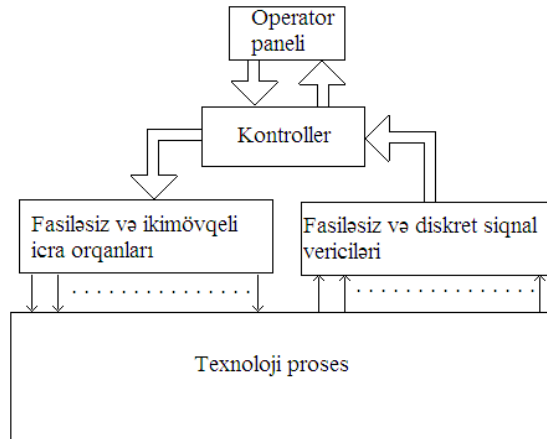 Operator
paneli
Kontroller
Fasiləsiz və ikimövqeli
icra orqanları
Fasiləsiz və diskret siqnal
vericiləri
Texnoloji proses